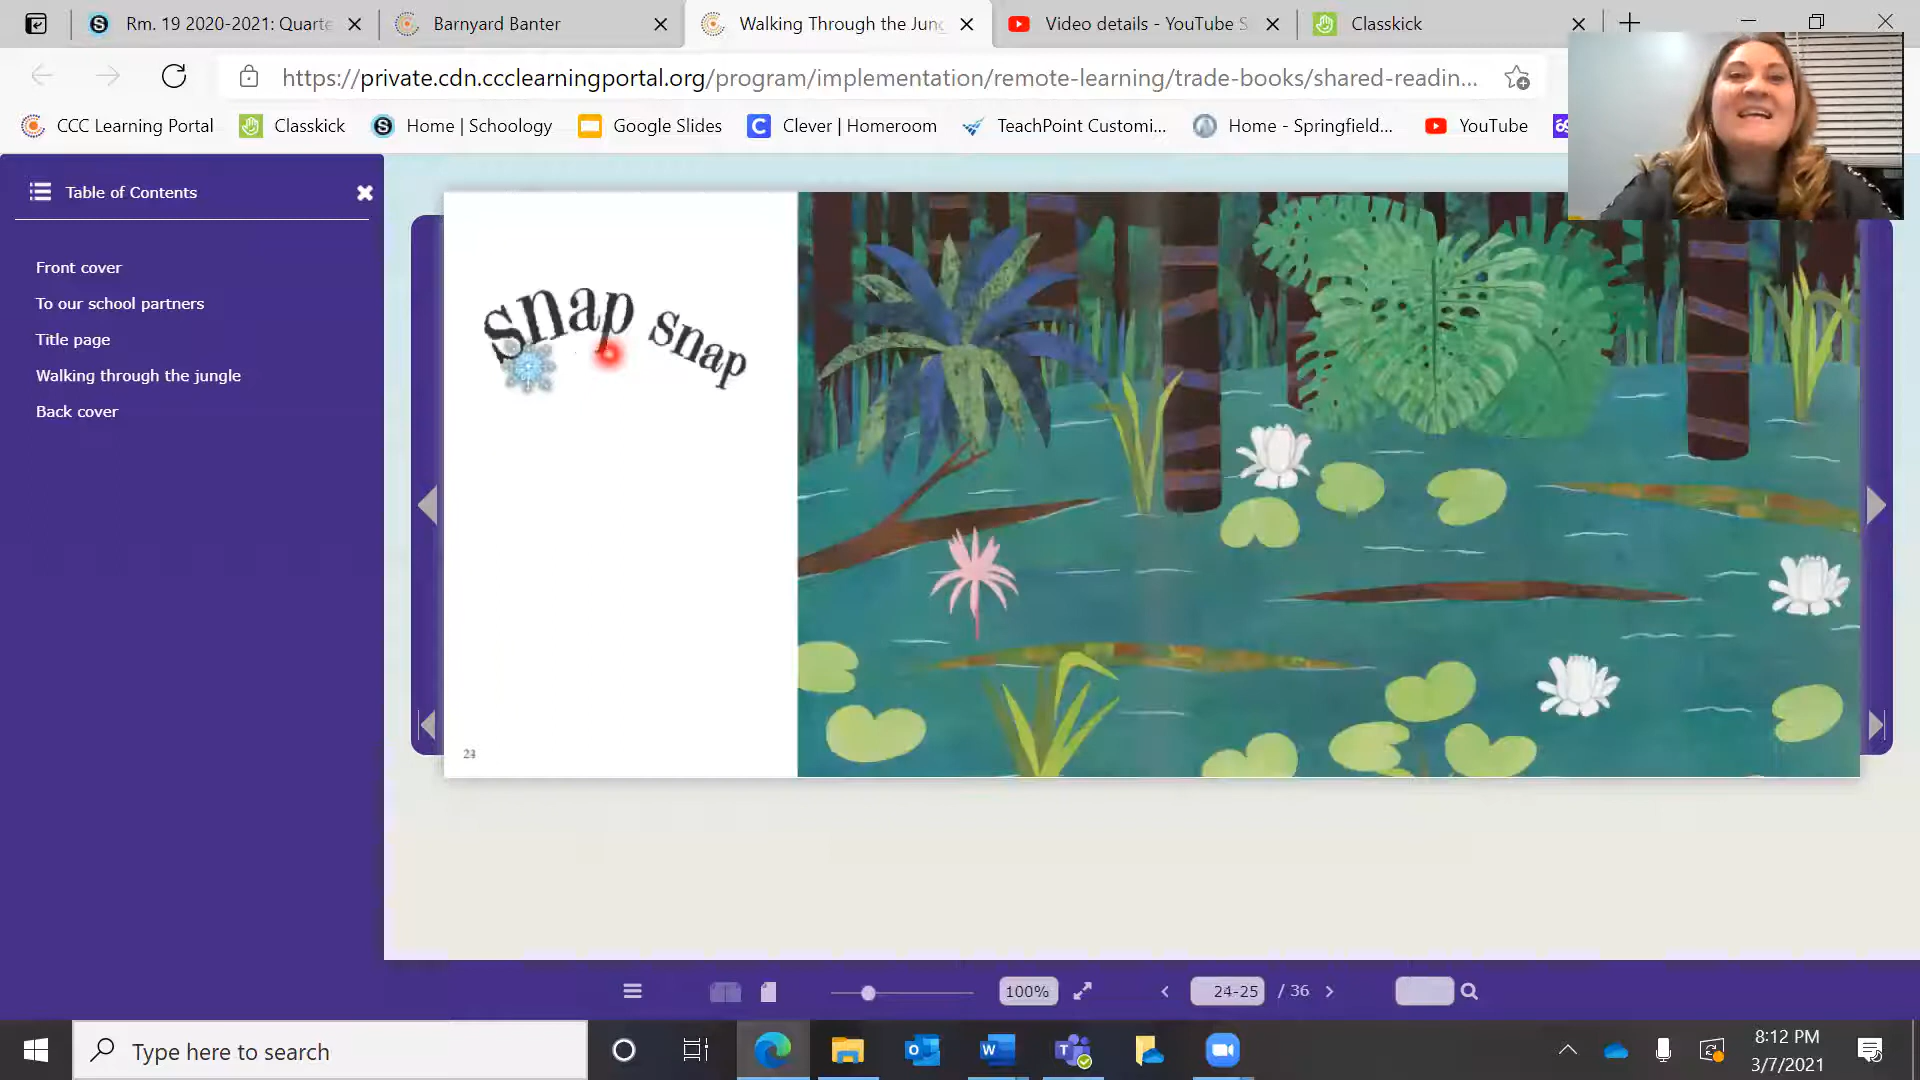 Rm. 19 2020-2021: Quarte
Barnyard Banter
Walking Through the Jung
Video details - YouTube S
Classkick
https://private.cdn.ccclearningportal.org/program/implementation/remote-learning/trade-books/shared-readin...
CCC Learning Portal
Classkick
Home | Schoology
Google Slides
Clever | Homeroom
TeachPoint Customi...
Home - Springfield...
YouTube
Table of Contents
Front cover
To our school partners
Title page
Walking through the jungle
Back cover
snap snap
100%
24-25 / 36
Type here to search
8:12 PM
3/7/2021